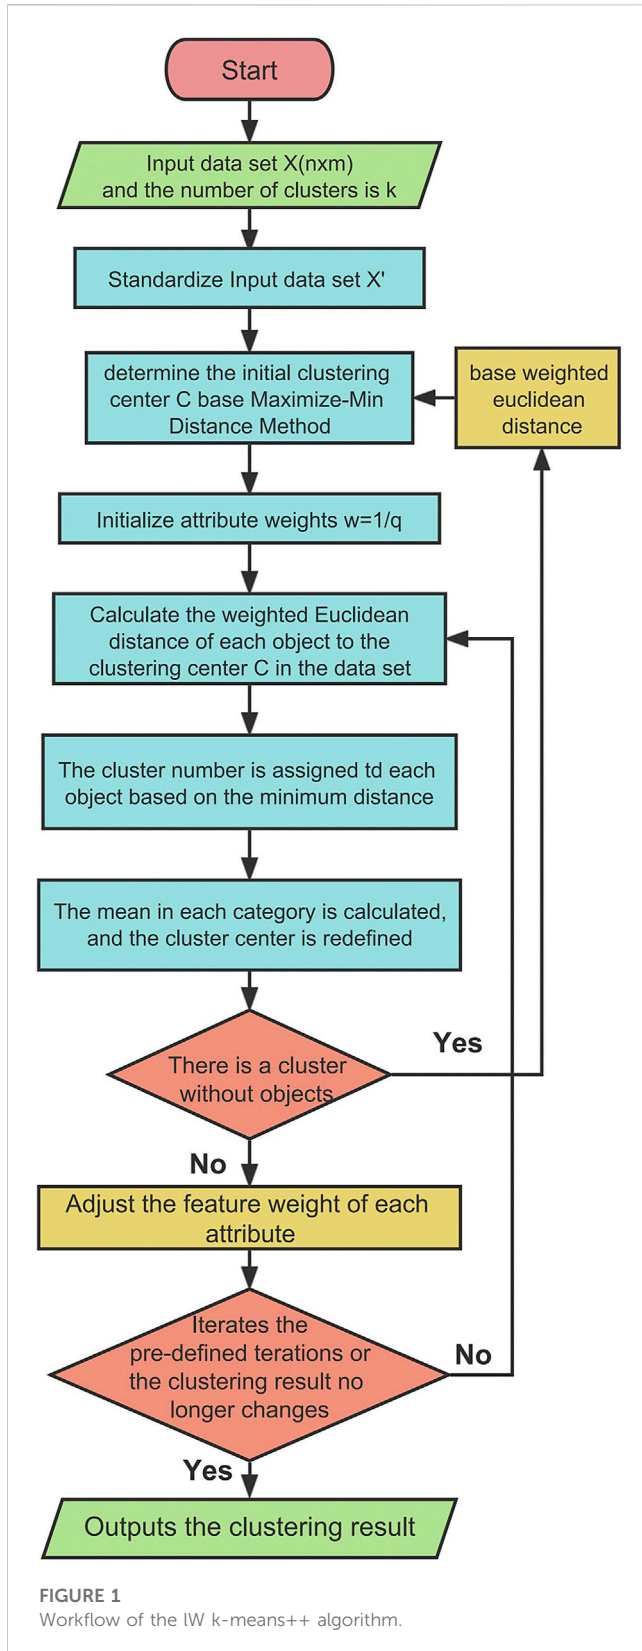 Start
Input data set X(nxm)
and the number of clusters is k
Standardize Input data set X'
determine the initial clustering
center C base Maximize-Min
Distance Method
base weighted
euclidean
distance
Initialize attribute weights w=1/q
Calculate the weighted Euclidean
distance of each object to the
clustering center C in the data set
The cluster number is assigned td each
object based on the minimum distance
The mean in each category is calculated,
and the cluster center is redefined
There is a cluster
without objects
Yes
No
Adjust the feature weight of each
attribute
Iterates the
pre-defined terations or
the clustering result no
longer changes
No
Yes
Outputs the clustering result
FIGURE 1
Workflow of the lW k-means++ algorithm.